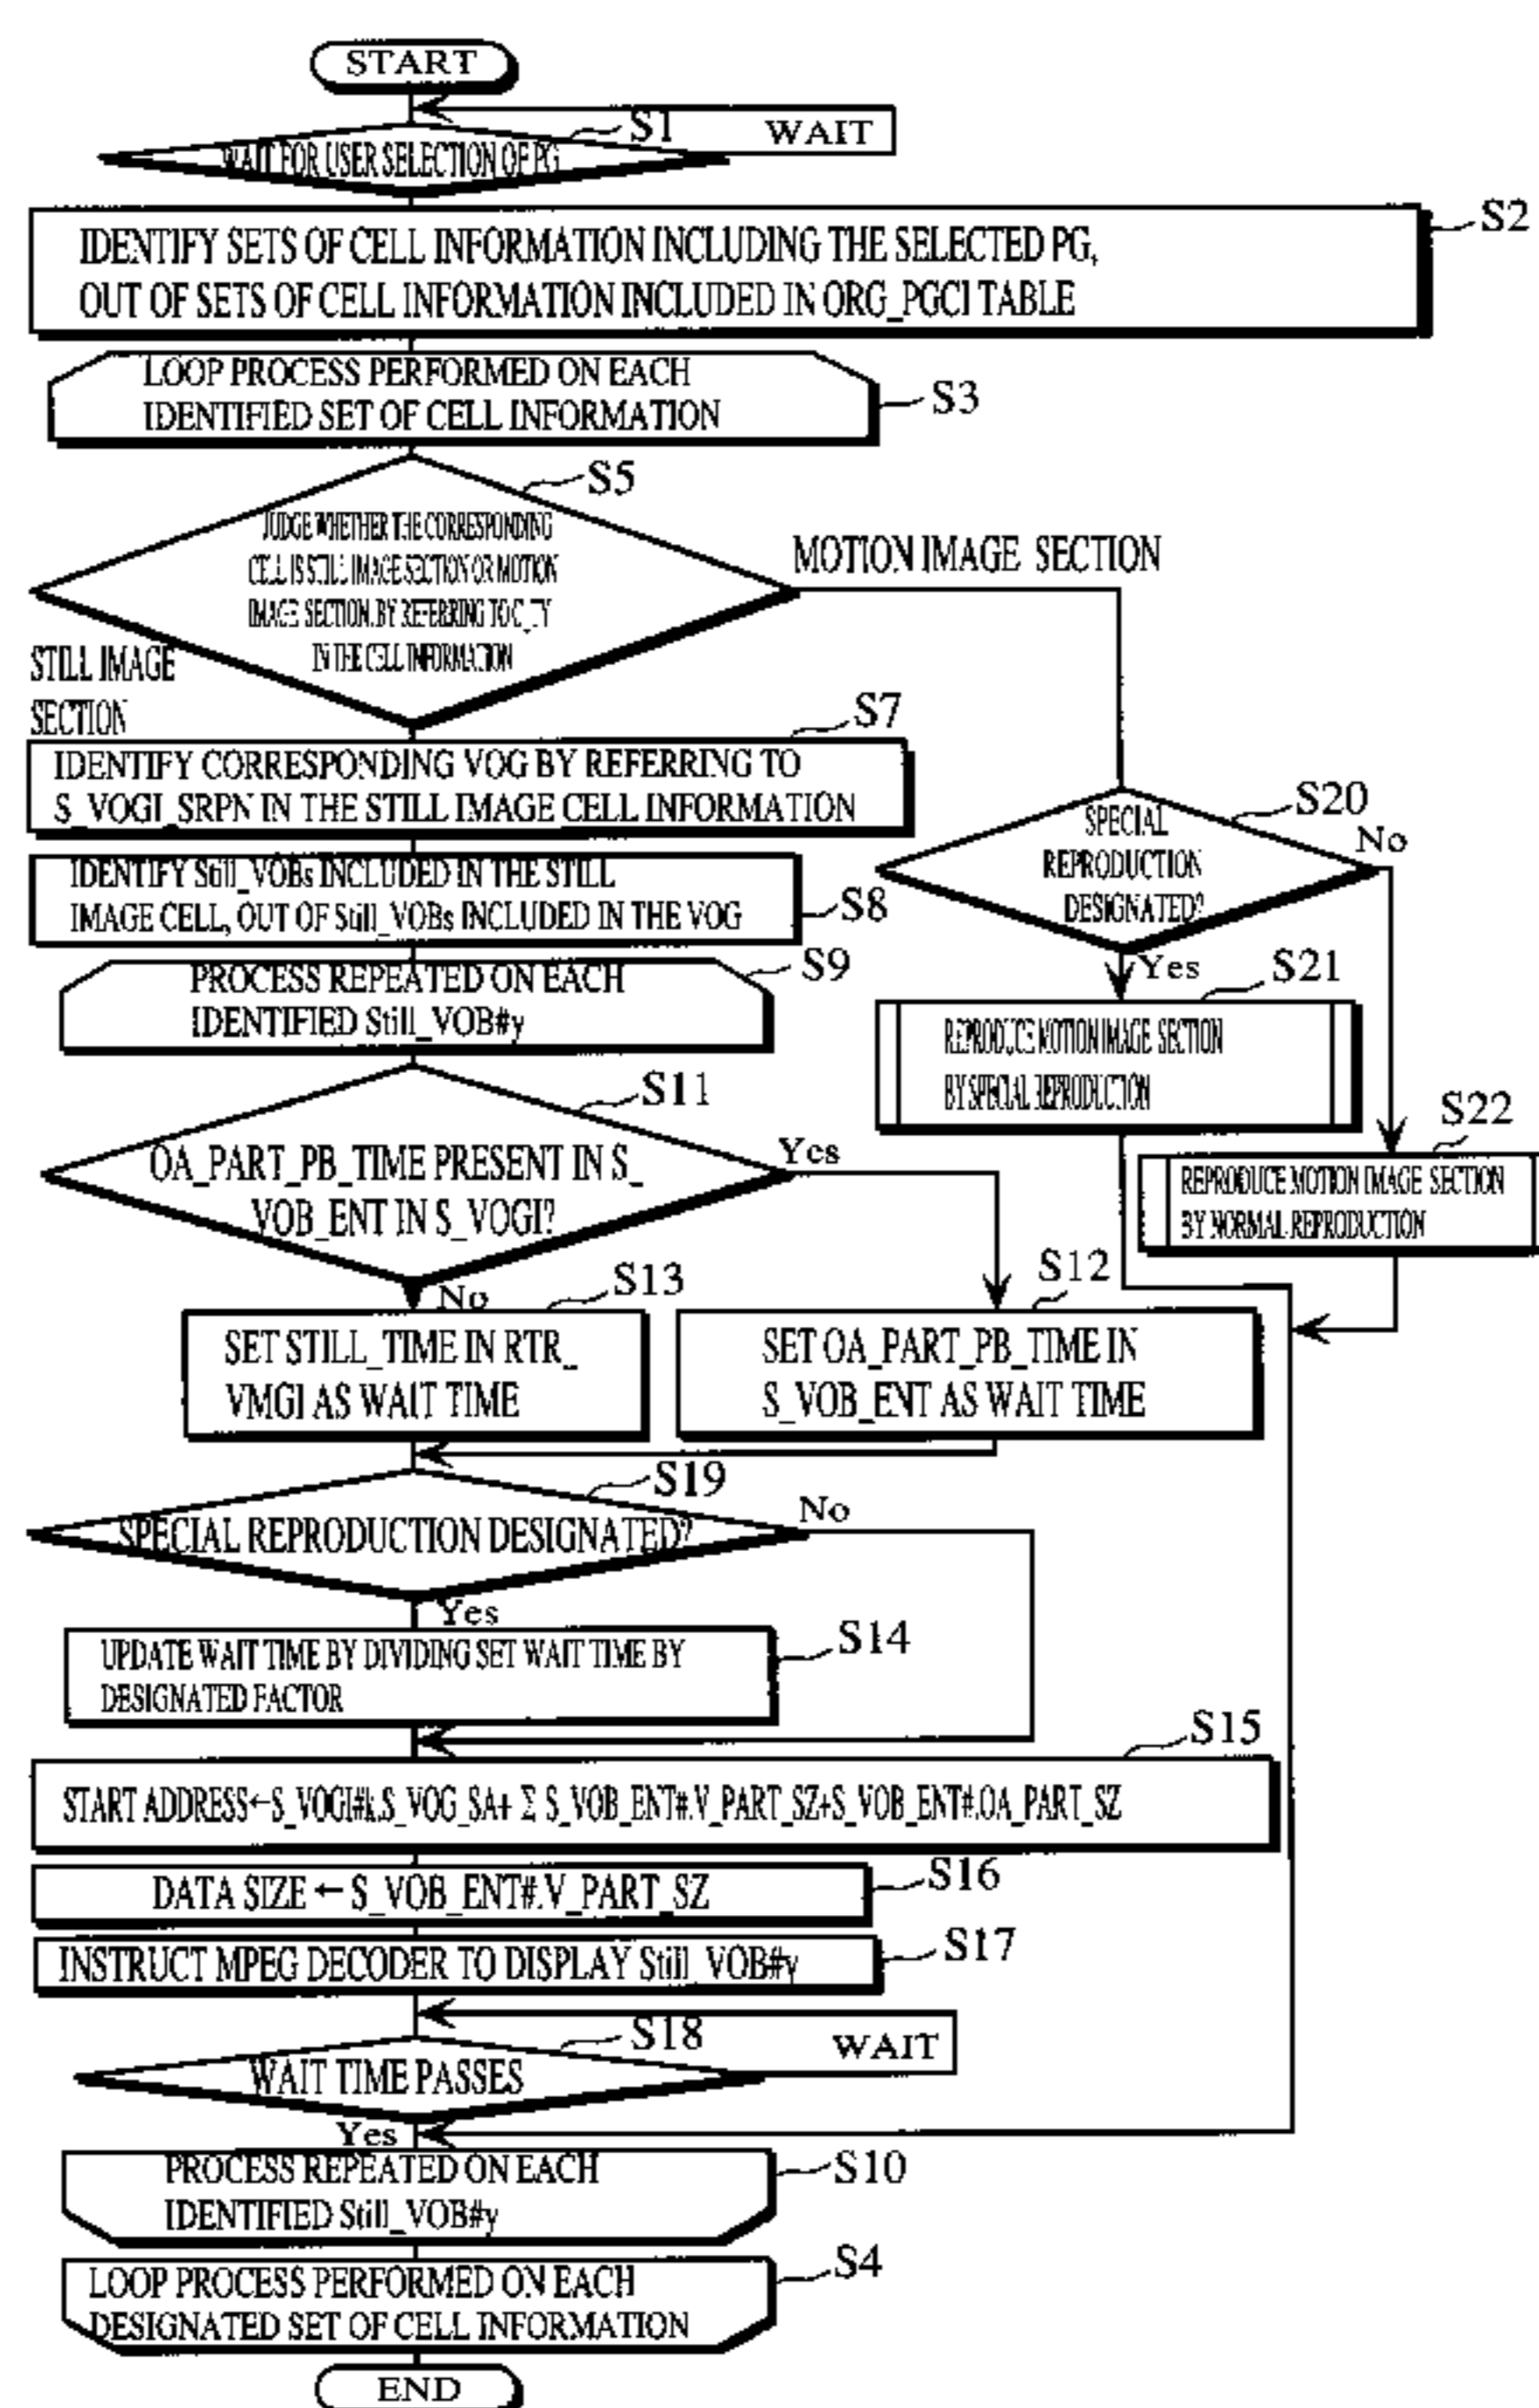 START
S1
WAIT
WAIT FOR USER SELECTION OF PG
S2
IDENTIFY SETS OF CELL INFORMATION INCLUDING THE SELECTED PG,
OUT OF SETS OF CELL INFORMATION INCLUDED IN ORG_PGCI TABLE
LOOP PROCESS PERFORMED ON EACH
IDENTIFIED SET OF CELL INFORMATION
S3
S5
JUDGE WHETHER THE CORRESPONDING
CELL IS STILL IMAGE SECTION OR MOTION
IMAGE SECTION, BY REFERRING TO C_TY
IN THE CELL INFORMATION
MOTION IMAGE SECTION
STILL IMAGE
SECTION
S7
IDENTIFY CORRESPONDING VOG BY REFERRING TO
S_VOGI_SRPN IN THE STILL IMAGE CELL INFORMATION
S20
SPECIAL
REPRODUCTION
DESIGNATED?
No
Yes
IDENTIFY Still_VOBs INCLUDED IN THE STILL
IMAGE CELL, OUT OF Still_VOBs INCLUDED IN THE VOG
S8
S9
PROCESS REPEATED ON EACH
IDENTIFIED Still_VOB#y
S21
REPRODUCE MOTION IMAGE SECTION
BY SPECIAL REPRODUCTION
S11
OA_PART_PB_TIME PRESENT IN S_
VOB_ENT IN S_VOGI?
Yes
S22
REPRODUCE MOTION IMAGE SECTION
BY NORMAL REPRODUCTION
No
S13
SET STILL_TIME IN RTR_
VMGI AS WAIT TIME
S12
SET OA_PART_PB_TIME IN
S_VOB_ENT AS WAIT TIME
S19
SPECIAL REPRODUCTION DESIGNATED?
No
Yes
UPDATE WAIT TIME BY DIVIDING SET WAIT TIME BY
DESIGNATED FACTOR
S14
S15
START ADDRESS←S_VOGI#k.S_VOG_SA+ Σ S_VOB_ENT#.V_PART_SZ+S_VOB_ENT#.OA_PART_SZ
DATA SIZE ← S_VOB_ENT#.V_PART_SZ
S16
INSTRUCT MPEG DECODER TO DISPLAY Still_VOB#y
S17
S18
WAIT
WAIT TIME PASSES
Yes
PROCESS REPEATED ON EACH
IDENTIFIED Still_VOB#y
S10
LOOP PROCESS PERFORMED ON EACH
DESIGNATED SET OF CELL INFORMATION
S4
END